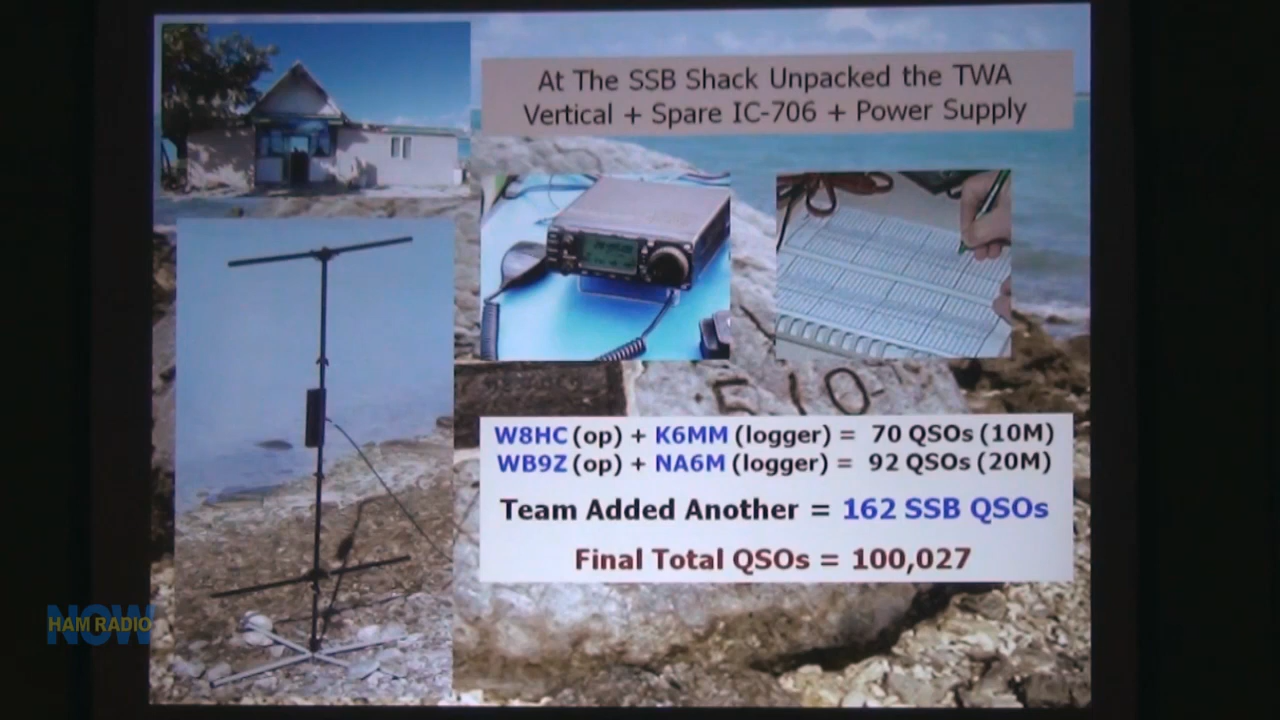 At The SSB Shack Unpacked the TWA
Vertical + Spare IC-706 + Power Supply
510-
W8HC (op) + K6MM (logger) = 70 QSOs (10M)
WB9Z (op) + NA6M (logger) = 92 QSOs (20M)
Team Added Another = 162 SSB QSOs
Final Total QSOs = 100,027
HAM RADIO
NOW